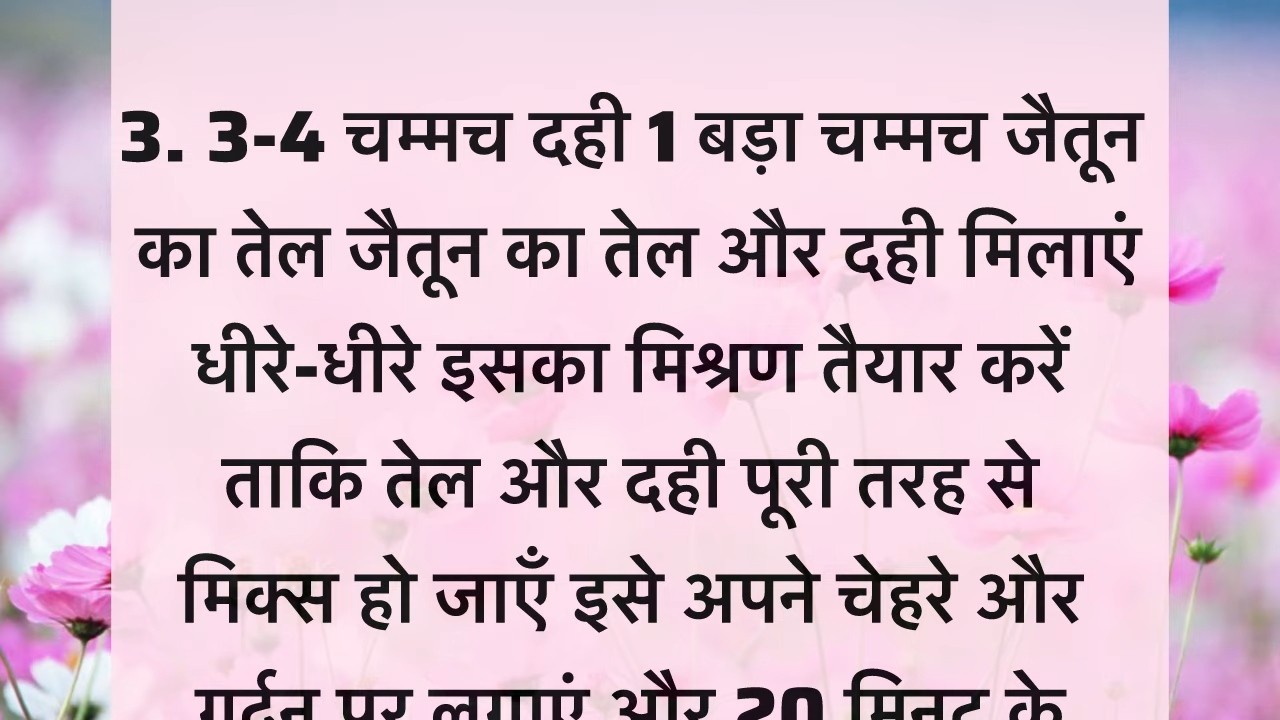 3. 3-4 चम्मच दही 1 बड़ा चम्मच जैतून
का तेल जैतून का तेल और दही मिलाएं
धीरे-धीरे इसका मिश्रण तैयार करें
ताकि तेल और दही पूरी तरह से
मिक्स हो जाएँ इसे अपने चेहरे और
गर्दन पर लगाएं और 20 मिनट के